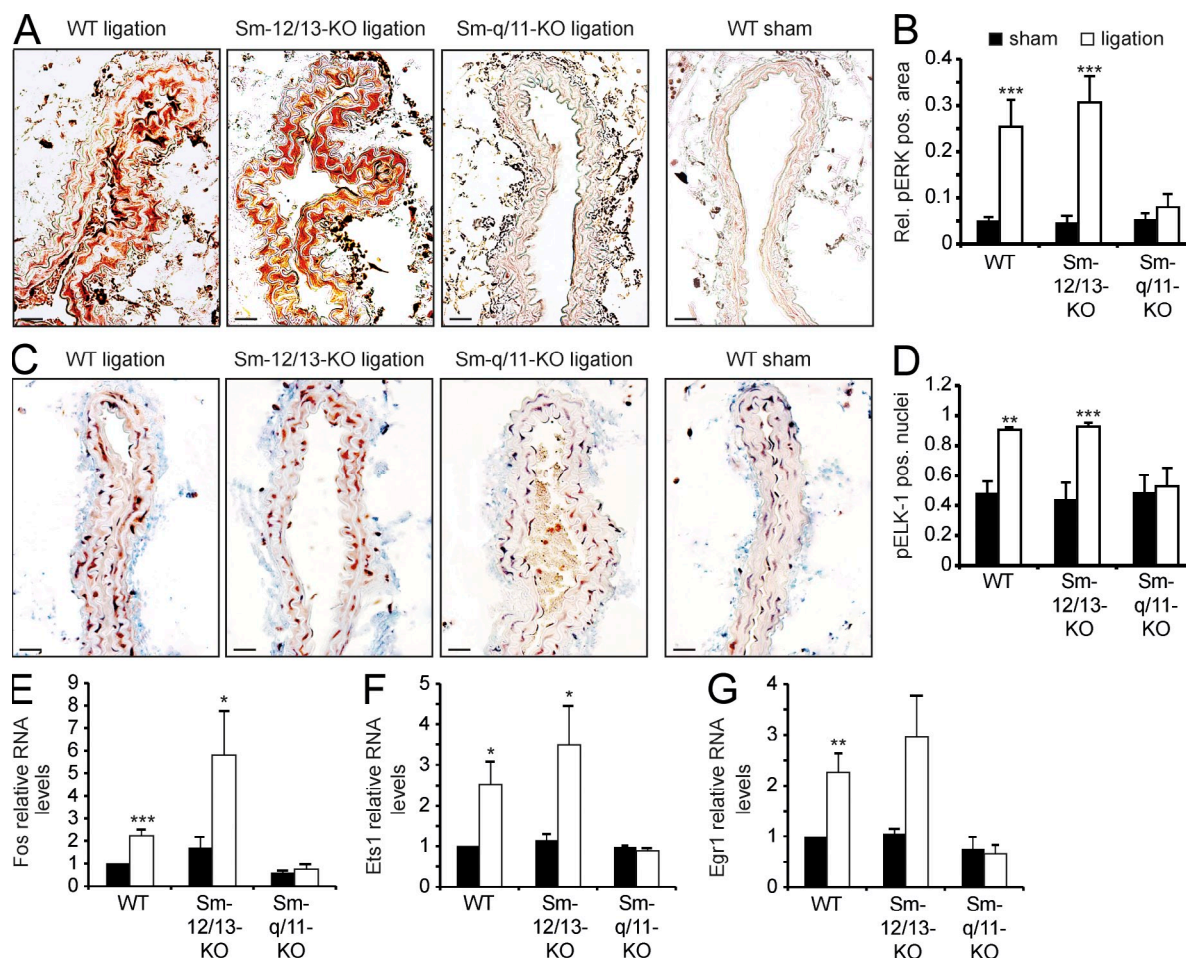 A
WT ligation
Sm-12/13-KO ligation
Sm-q/11-KO ligation
WT sham
B
sham
ligation
Rel. pERK pos. area
0.4
0.3
0.2
0.1
0
***
***
WT
Sm-
12/13-
KO
Sm-
q/11-
KO
C
WT ligation
Sm-12/13-KO ligation
Sm-q/11-KO ligation
WT sham
D
pELK-1 pos. nuclei
1.2
1
0.8
0.6
0.4
0.2
0
**
***
WT
Sm-
12/13-
KO
Sm-
q/11-
KO
E
Fos relative RNA
levels
9
8
7
6
5
4
3
2
1
0
***
*
WT
Sm-
12/13-
KO
Sm-
q/11-
KO
F
Ets1 relative RNA
levels
5
4
3
2
1
0
*
*
WT
Sm-
12/13-
KO
Sm-
q/11-
KO
G
Egr1 relative RNA
levels
4
3
2
1
0
**
WT
Sm-
12/13-
KO
Sm-
q/11-
KO